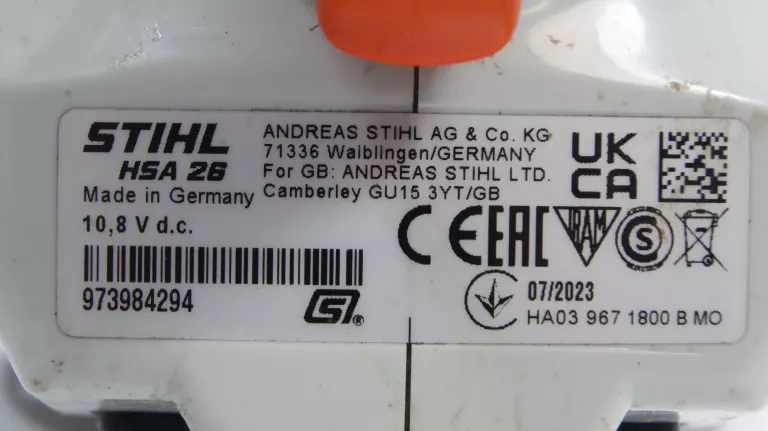 STIHL
HSA 26
Made in Germany
10,8 V d.c.
973984294
ANDREAS STIHL AG & Co. KG
71336 Waiblingen/GERMANY
For GB: ANDREAS STIHL LTD.
Camberley GU15 3YT/GB
UK
CA
CE
EAC
IRAM
S
07/2023
HA03 967 1800 B MO